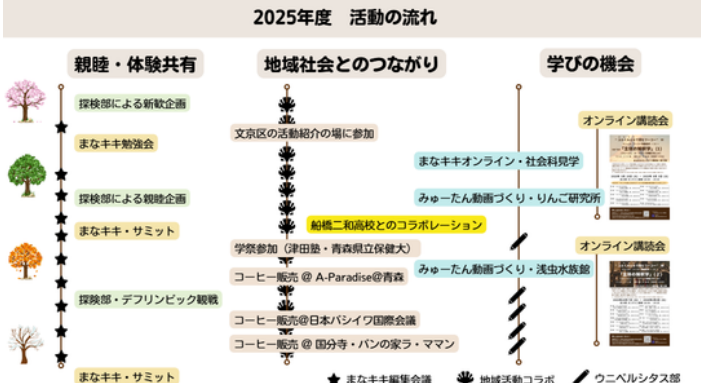 2025年度　活動の流れ
親睦・体験共有
探検部による新歓企画
まなキキ勉強会
探検部による親睦企画
まなキキ・サミット
探検部・デフリンピック観戦
まなキキ・サミット
地域社会とのつながり
文京区の活動紹介の場に参加
船橋二和高校とのコラボレーション
学祭参加（津田塾・青森県立保健大）
コーヒー販売 @ A-Paradise@青森
コーヒー販売@日本バシイワ国際会議
コーヒー販売 @ 国分寺・パンの家ラ・ママン
学びの機会
オンライン講読会
まなキキオンライン・社会科見学
みゅーたん動画づくり・りんご研究所
オンライン講読会
みゅーたん動画づくり・浅虫水族館
まなキキ編集会議
地域活動コラボ
ウニベルシタス部